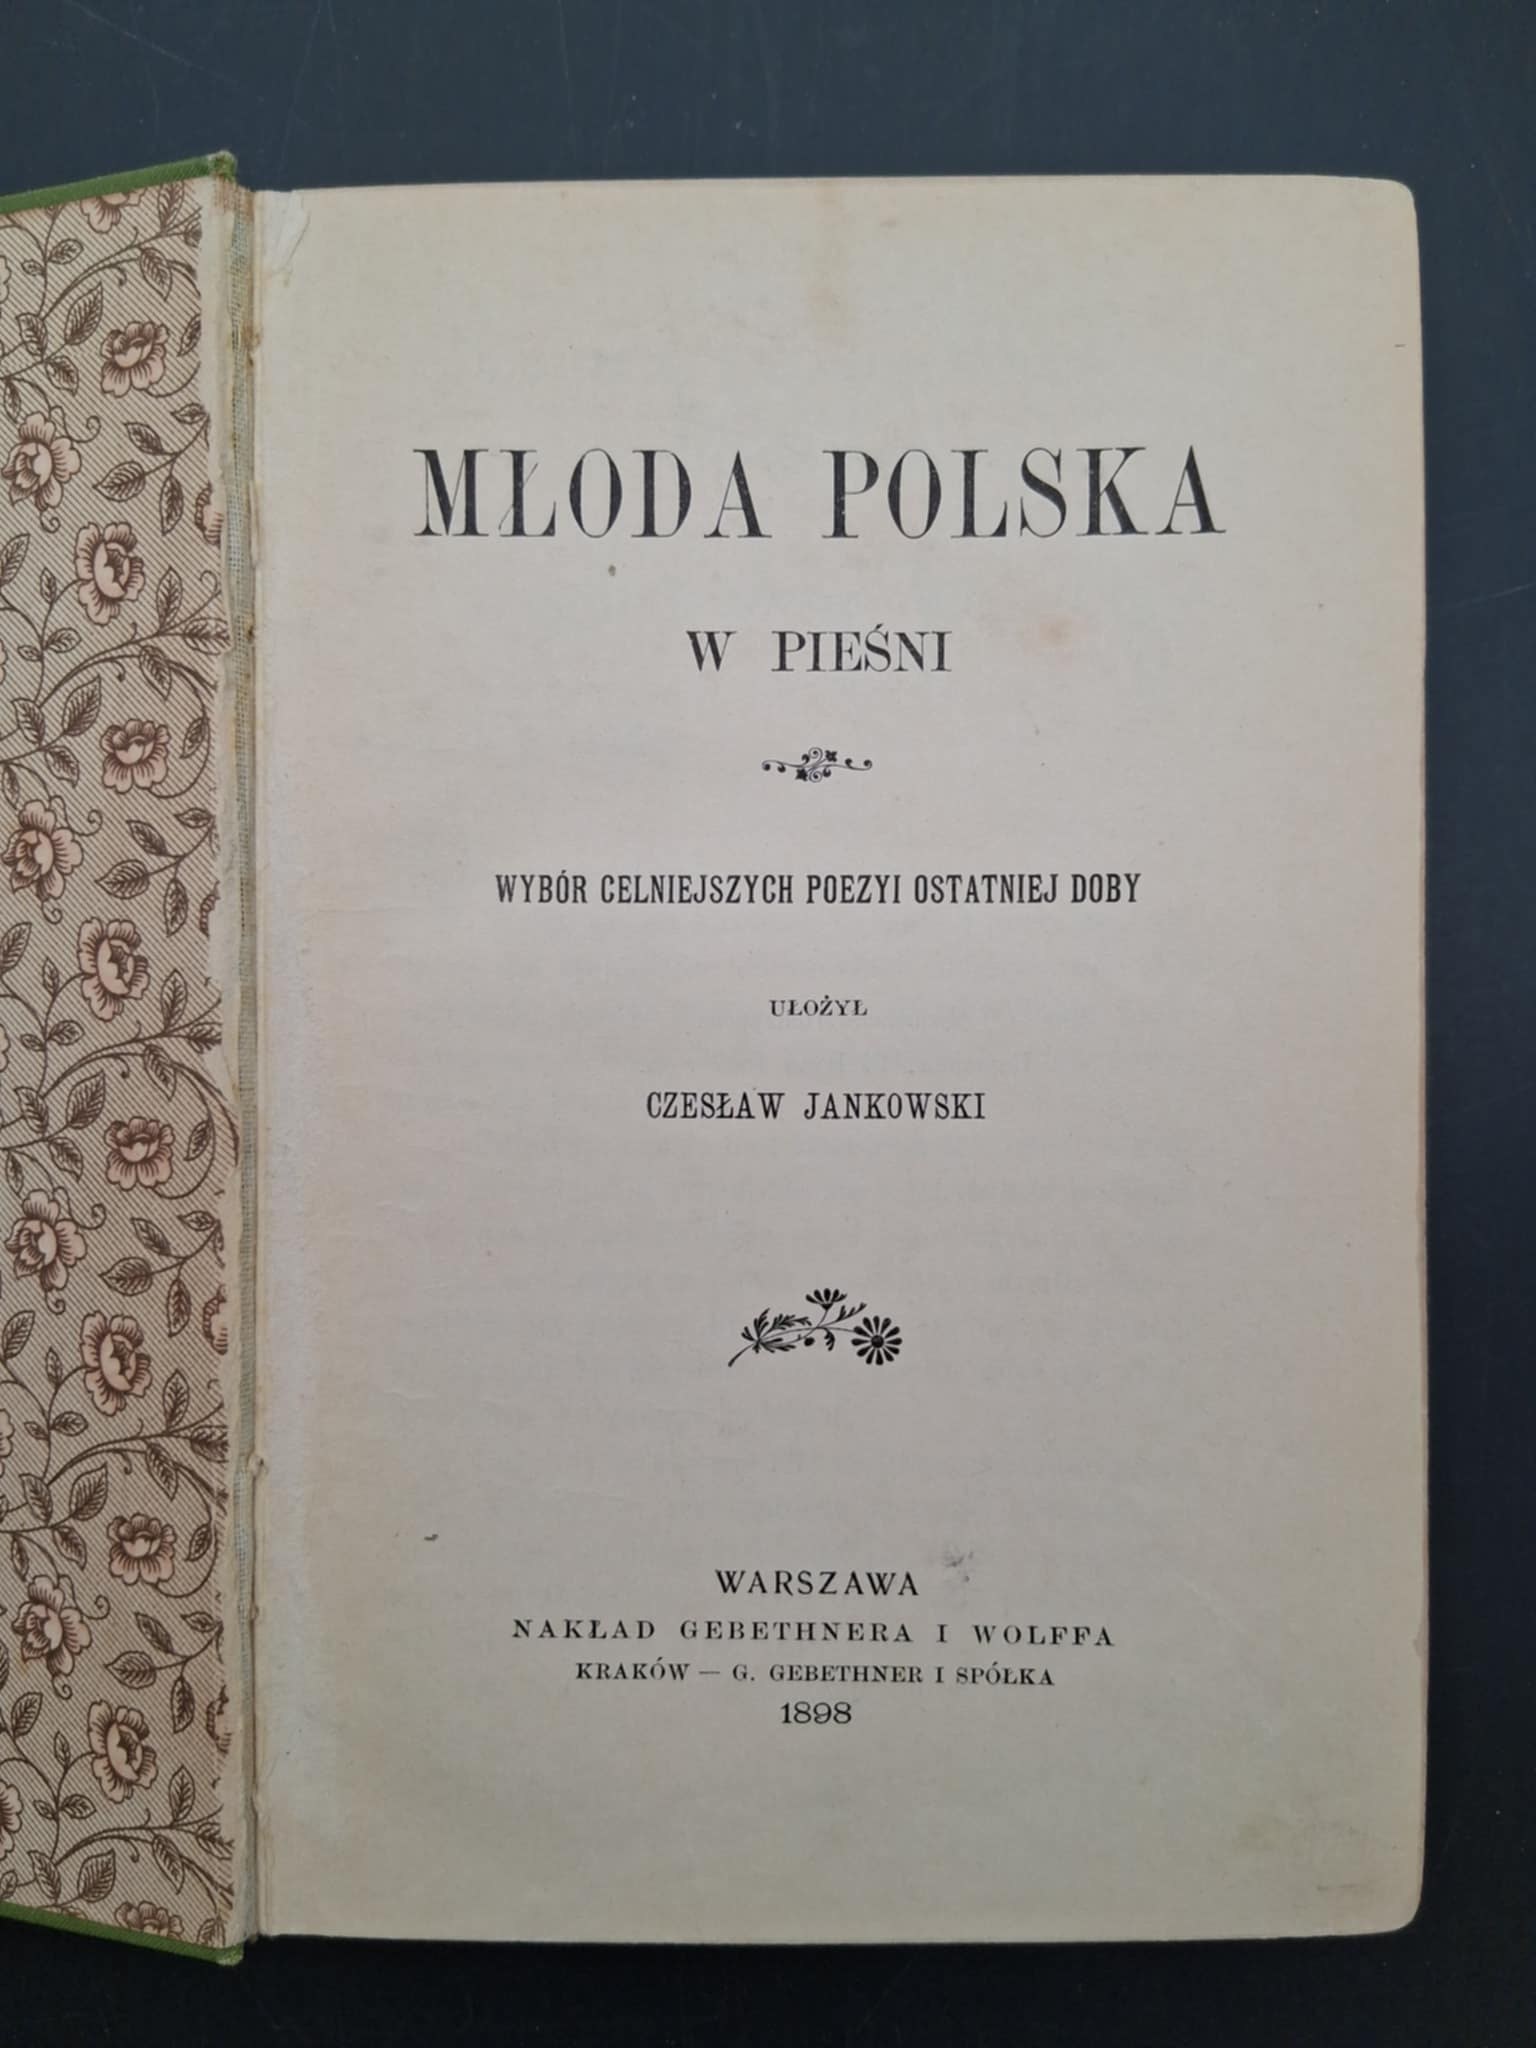 MŁODA POLSKA
W PIEŚNI
WYBÓR CELNIEJSZYCH POEZYI OSTATNIEJ DOBY
UŁOŻYŁ
CZESŁAW JANKOWSKI
WARSZAWA
NAKŁAD GEBETHNERA I WOLFFA
KRAKÓW — G. GEBETHNER I SPÓŁKA
1898